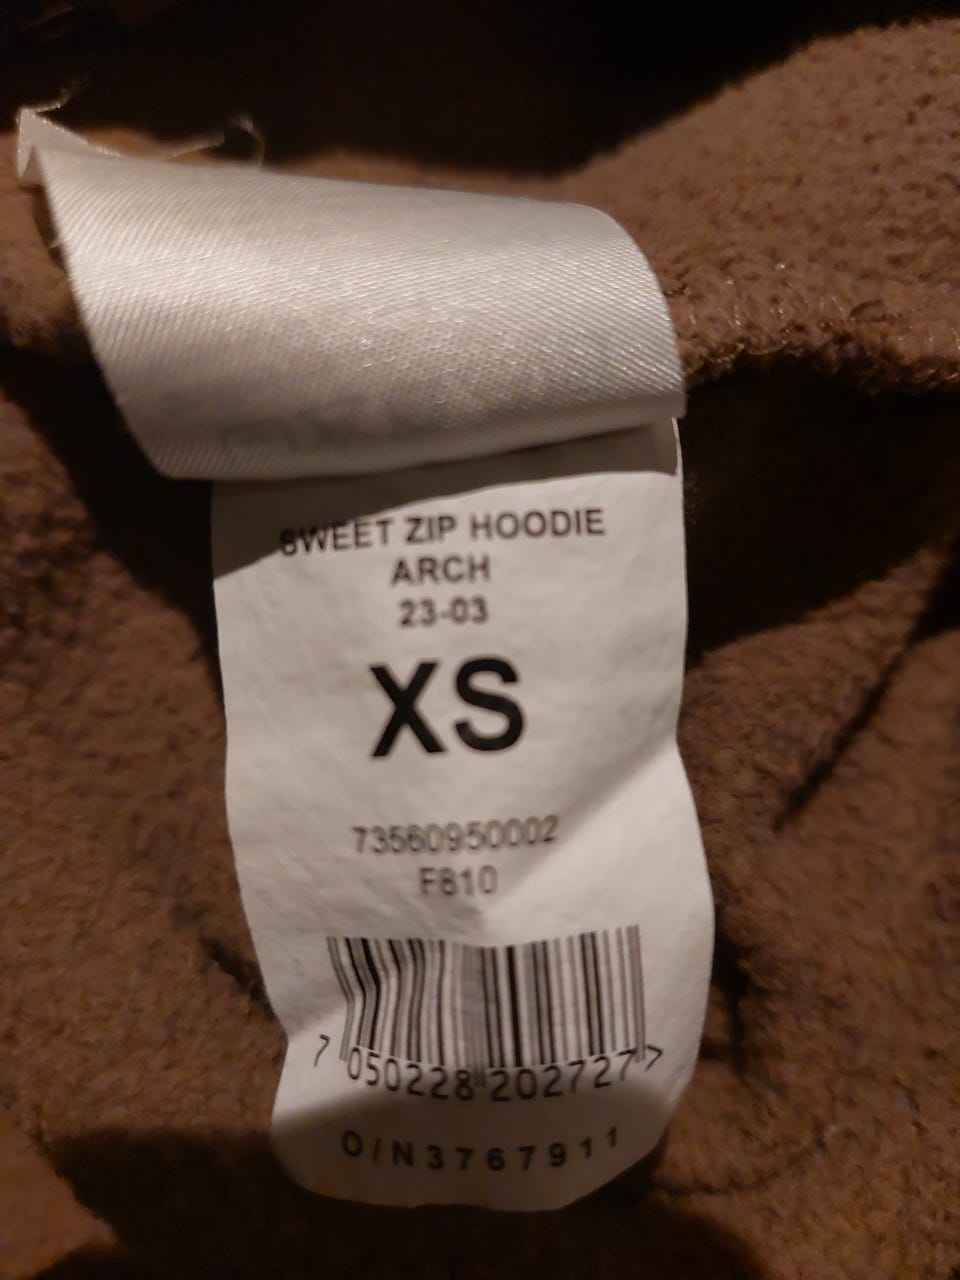 SWEET ZIP HOODIE
ARCH
23-03
XS
73560950002
F810
7 050228 202727 >
O/N3767911